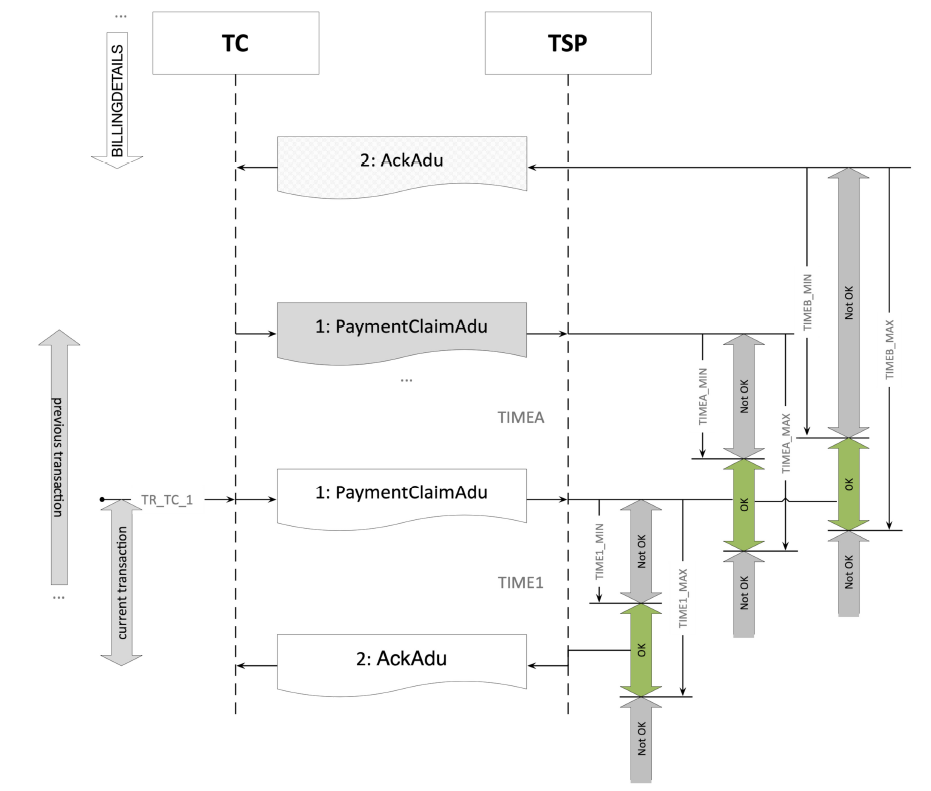 ...
TC
TSP
BILLINGDETAILS
2: AckAdu
TIMEB_MIN
Not OK
TIMEB_MAX
1: PaymentClaimAdu
...
TIMEA_MIN
Not OK
TIMEA_MAX
TIMEA
previous transaction
TR_TC_1
1: PaymentClaimAdu
OK
OK
TIME1_MIN
Not OK
TIME1_MAX
Not OK
Not OK
...
current transaction
TIME1
2: AckAdu
OK
Not OK